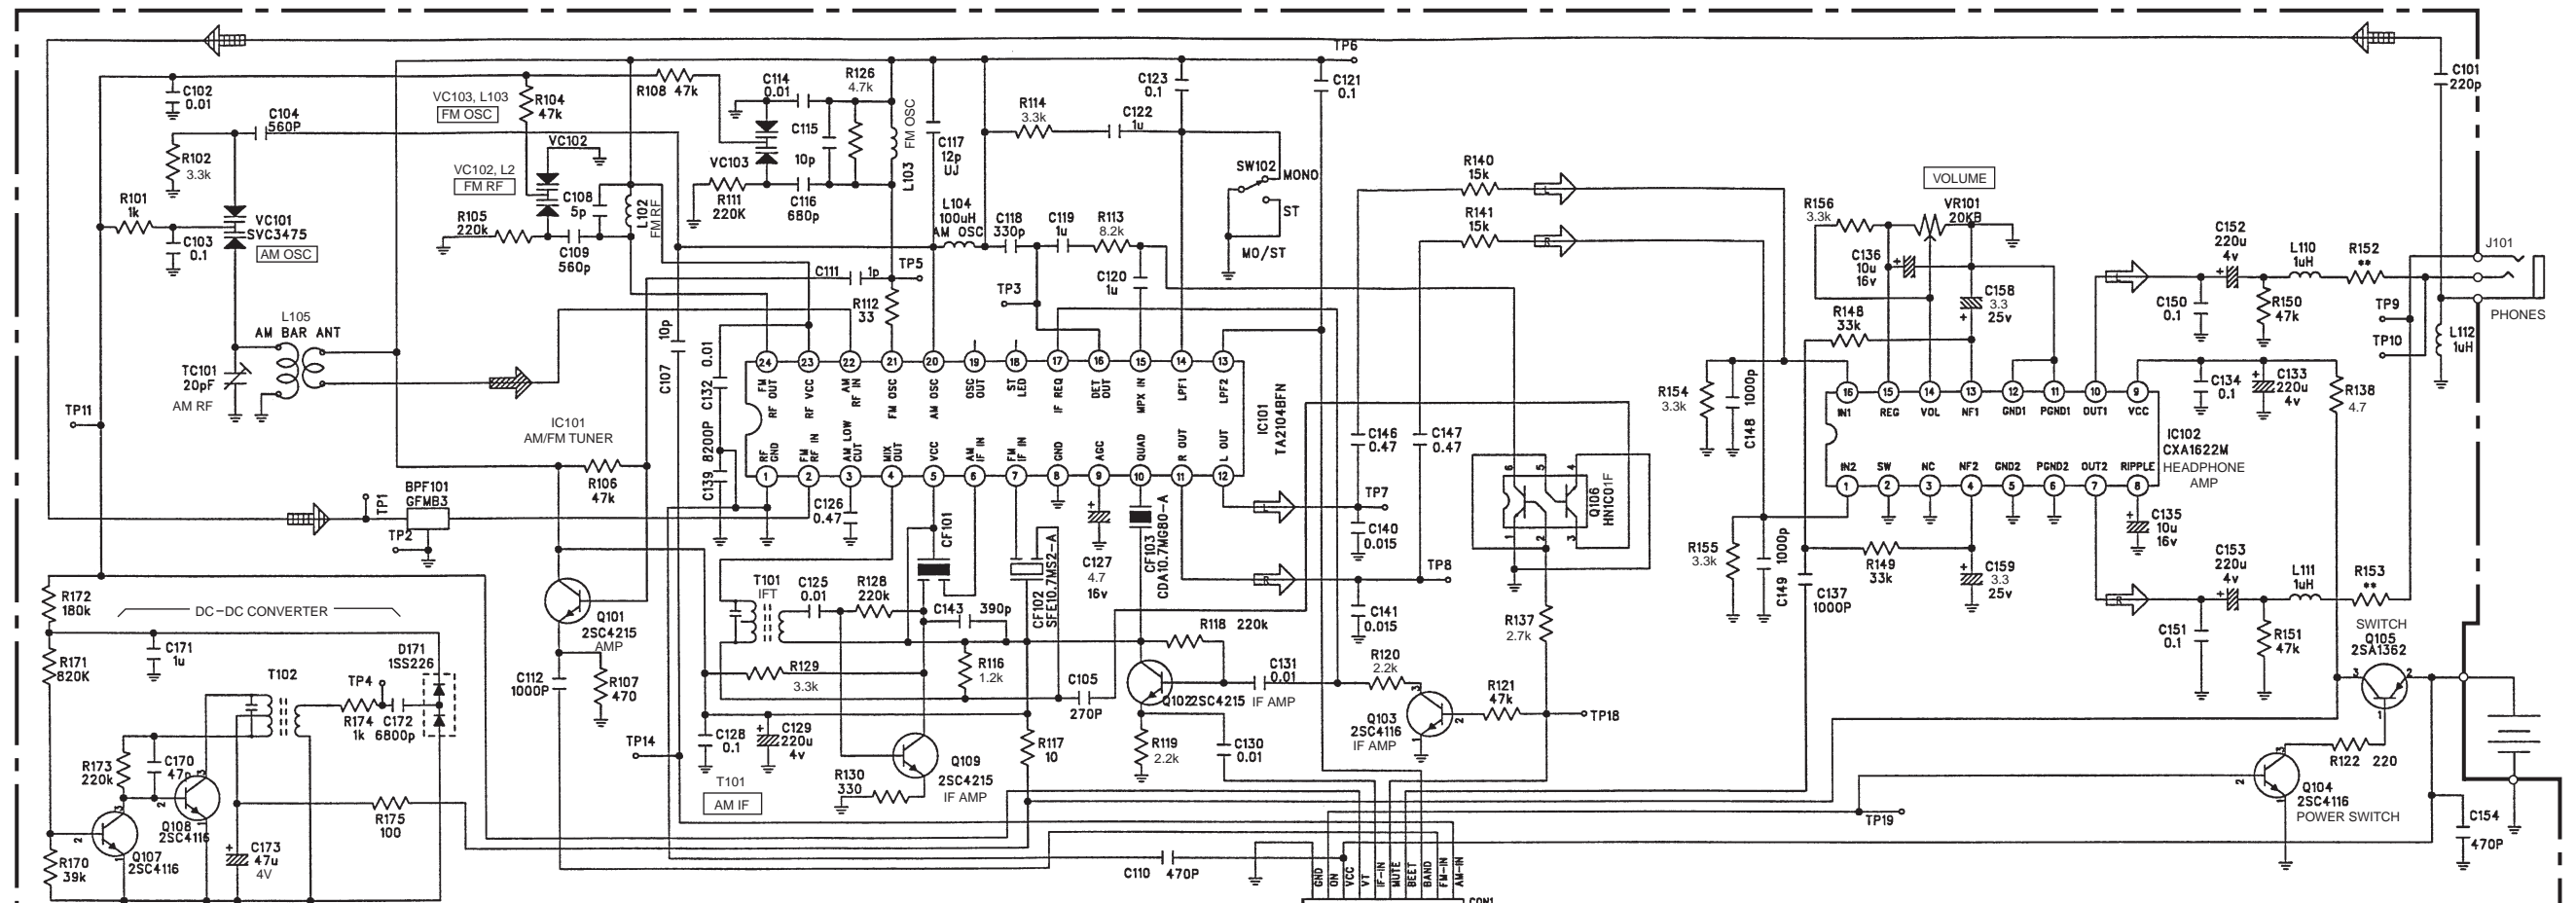 TP6
C101
220p
C102
0.01
C104
560P
R102
3.3k
R101
1k
C103
0.1
VC101
SVC3475
AM OSC
VC103, L103
FM OSC
R104
47k
R108 47k
VC102, L2
FM RF
VC102
C108
5p
L102
FM RF
R105
220k
C109
560p
C114
0.01
R126
4.7k
C115
10p
VC103
R111
220K
C116
680p
L103
FM OSC
C117
12p
UJ
L104
100uH
AM OSC
C118
330p
C119
1u
R113
8.2k
R114
3.3k
C122
1u
C123
0.1
C121
0.1
SW102
MONO
ST
MO/ST
C120
1u
C111
1p
TP5
R112
33
TP3
R140
15k
L
R141
15k
R
VOLUME
R156
3.3k
VR101
20KB
C136
10u
16v
C158
3.3
25v
R148
33k
C152
220u
4v
L110
1uH
R152
**
J101
PHONES
C150
0.1
R150
47k
TP9
TP10
L112
1uH
L105
AM BAR ANT
TC101
20pF
AM RF
TP11
IC101
AM/FM TUNER
R106
47k
C107
10p
C132 0.01
C139 8200P
24 23 22 21 20 19 18 17 16 15 14 13
FM RF OUT
RF VCC
AM RF IN
FM OSC
AM OSC
OSC OUT
ST LED
IF REQ
DET OUT
MPX IN
LPF1
LPF2
IC101
TA2104BFN
RF GND
FM RF IN
AM LOW CUT
MIX OUT
VCC
AM IF IN
FM IF IN
GND
AGC
QUAD
R OUT
L OUT
1 2 3 4 5 6 7 8 9 10 11 12
C146
0.47
C147
0.47
R154
3.3k
C148 1000p
16 15 14 13 12 11 10 9
IN1 REG VOL NF1 GND1 PGND1 OUT1 VCC
IC102
CXA1622M
HEADPHONE
AMP
IN2 SW NC NF2 GND2 PGND2 OUT2 RIPPLE
1 2 3 4 5 6 7 8
C134
0.1
C133
220u
4v
R138
4.7
BPF101
GFMB3
TP1
TP2
C126
0.47
CF101
CF102
SFE10.7MS2-A
C127
4.7
16v
CF103
CDA10.7MG80-A
L
TP7
C140
0.015
R
TP8
C141
0.015
6 5 4
1 2 3
Q106
HN1C01F
R155
3.3k
C149 1000p
C137
1000P
R149
33k
C159
3.3
25v
C135
10u
16v
R
C153
220u
4v
L111
1uH
R153
**
C151
0.1
R151
47k
SWITCH
Q105
2SA1362
3 2
1
R172
180k
DC-DC CONVERTER
R171
820K
C171
1u
T102
TP4
R174
1k
C172
6800p
D171
1SS226
R173
220k
C170
47p
Q108
2SC4116
Q107
2SC4116
R170
39k
C173
47u
4V
R175
100
Q101
2SC4215
AMP
C112
1000P
R107
470
T101
IFT
C125
0.01
R128
220k
C143
390p
R129
3.3k
R116
1.2k
C105
270P
R118 220k
C131
0.01
Q102 2SC4215
IF AMP
R119
2.2k
C130
0.01
R120
2.2k
Q103
2SC4116
IF AMP
R121
47k
R137
2.7k
TP18
TP14
C128
0.1
C129
220u
4v
T101
AM IF
R130
330
Q109
2SC4215
IF AMP
R117
10
R122 220
Q104
2SC4116
POWER SWITCH
TP19
C154
470P
C110 470P
GND
ON
VCC
VT
IF-IN
MUTE
BEET
BAND
FM-IN
AM-IN
CON1